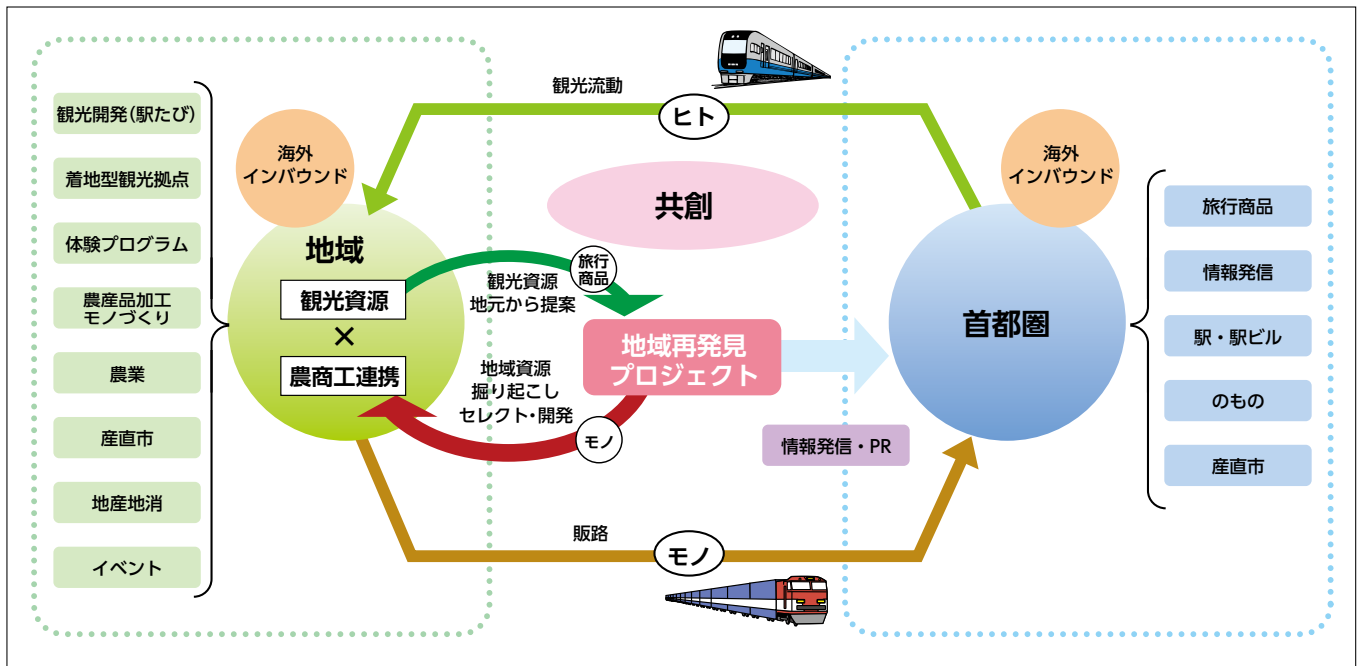 観光流動
ヒト
海外
インバウンド
海外
インバウンド
観光開発(駅たび)
着地型観光拠点
体験プログラム
農産品加工
モノづくり
農業
産直市
地産地消
イベント
地域
観光資源
×
農商工連携
共創
旅行
商品
観光資源
地元から提案
地域再発見
プロジェクト
地域資源
掘り起こし
セレクト・開発
モノ
首都圏
情報発信・PR
旅行商品
情報発信
駅・駅ビル
のもの
産直市
販路
モノ